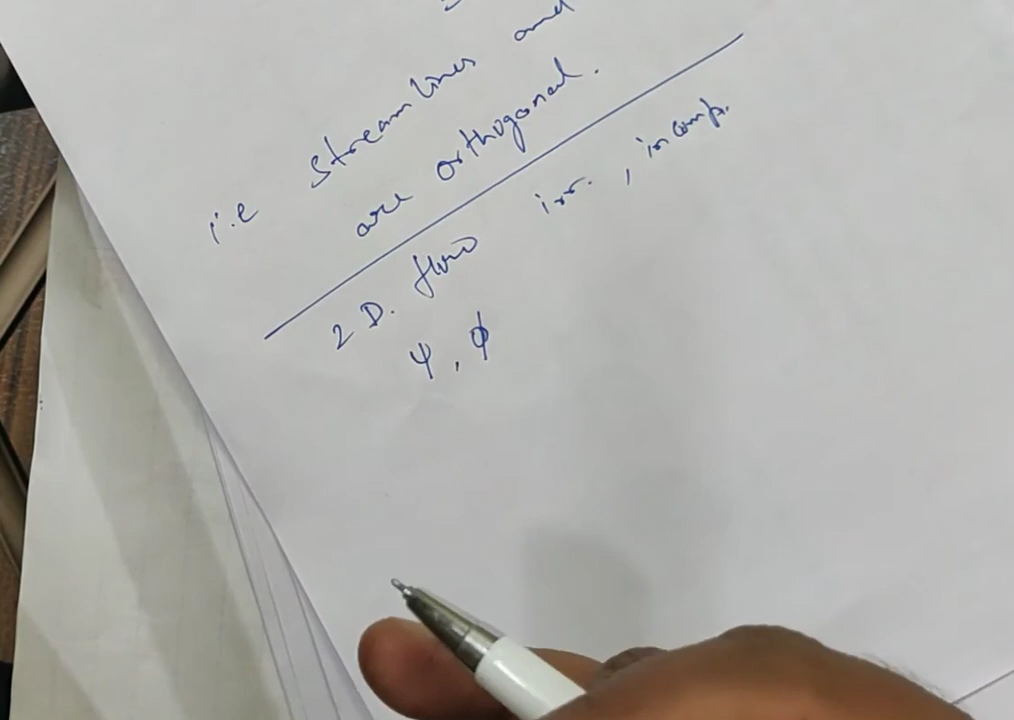 i.e streamlines and
are orthogonal.
2 D. flow irr., incomp.
ψ, ϕ